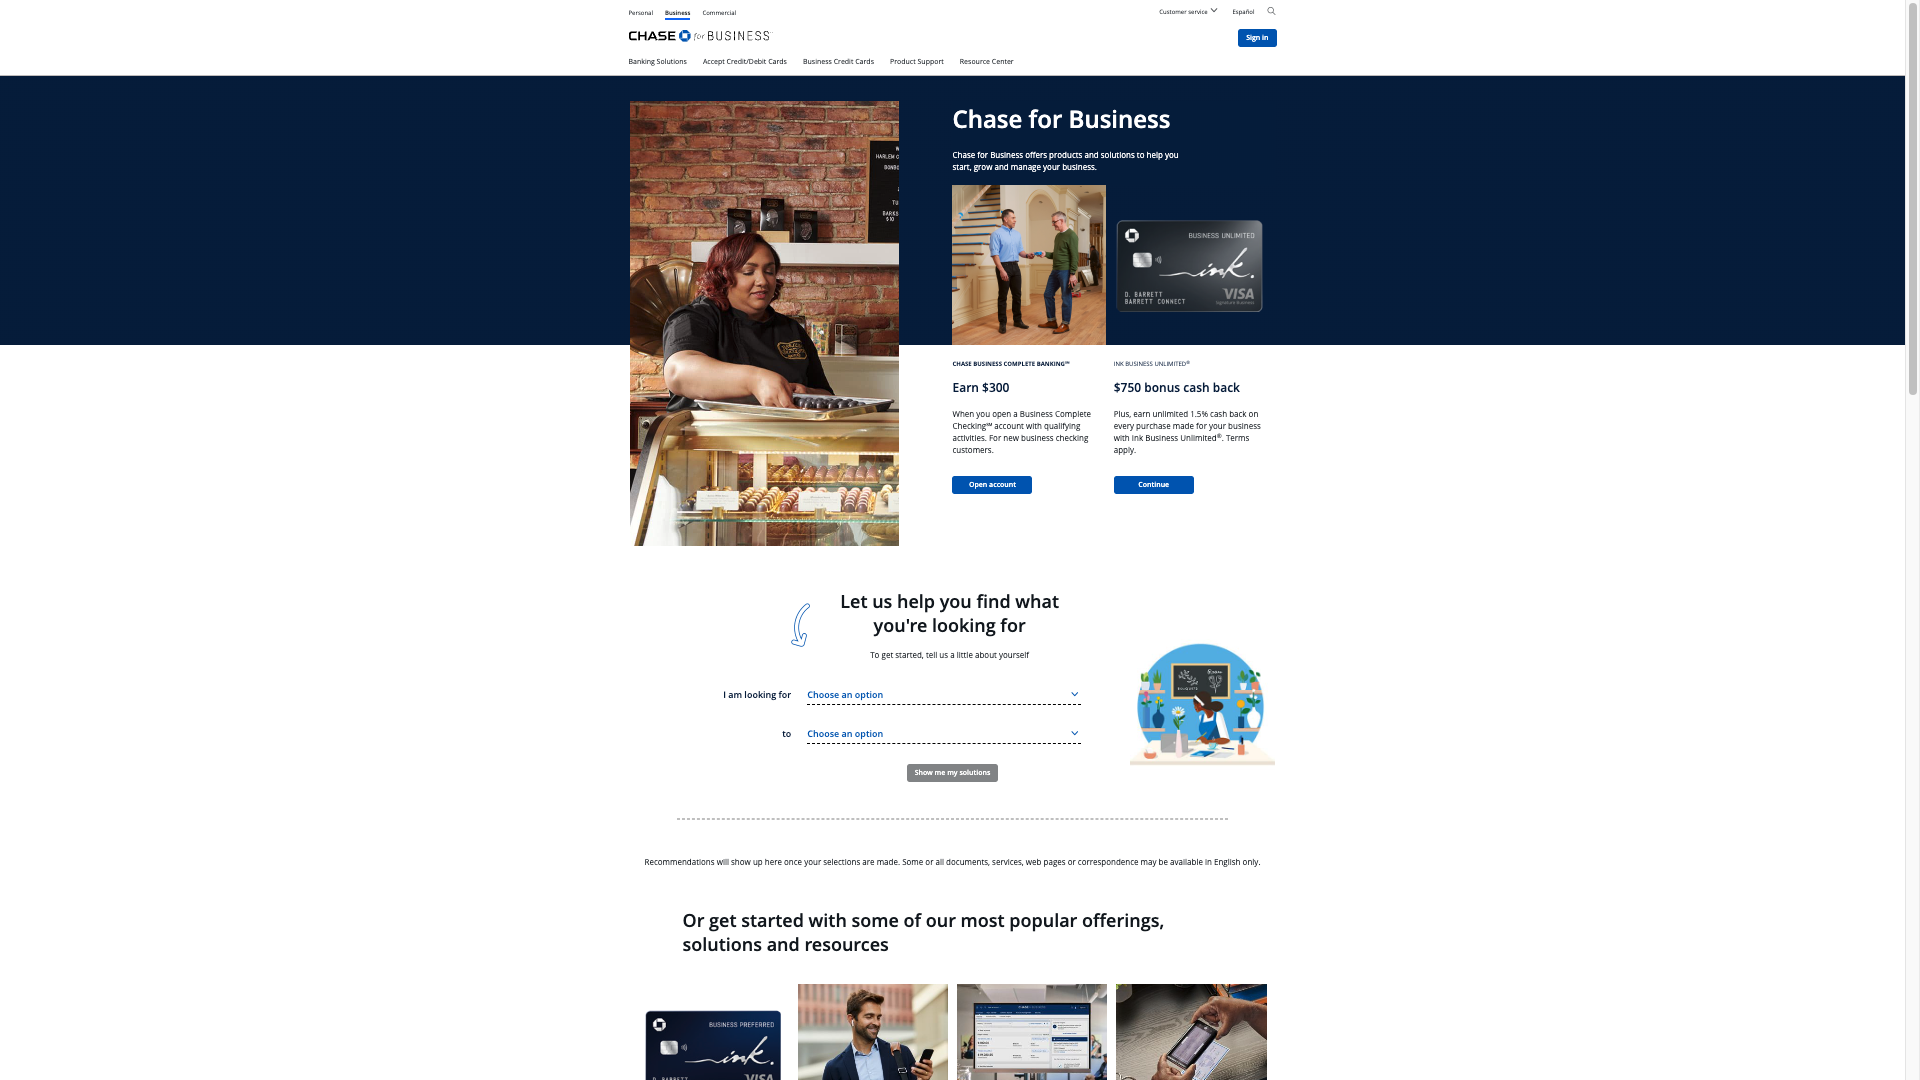 Personal Business Commercial
Customer service Español
CHASE for BUSINESS
Sign in
Banking Solutions Accept Credit/Debit Cards Business Credit Cards Product Support Resource Center
HARLEM
Chase for Business
Chase for Business offers products and solutions to help you
start, grow and manage your business.
BUSINESS UNLIMITED
ink.
D. BARRETT
BARRETT CONNECT
VISA
Signature Business
CHASE BUSINESS COMPLETE BANKING℠
Earn $300
When you open a Business Complete
Checking℠ account with qualifying
activities. For new business checking
customers.
Open account
INK BUSINESS UNLIMITED®
$750 bonus cash back
Plus, earn unlimited 1.5% cash back on
every purchase made for your business
with Ink Business Unlimited®. Terms
apply.
Continue
Let us help you find what
you're looking for
To get started, tell us a little about yourself
I am looking for Choose an option
to Choose an option
Show me my solutions
Recommendations will show up here once your selections are made. Some or all documents, services, web pages or correspondence may be available in English only.
Or get started with some of our most popular offerings,
solutions and resources
BUSINESS PREFERRED
ink.
D. BARRETT
VISA